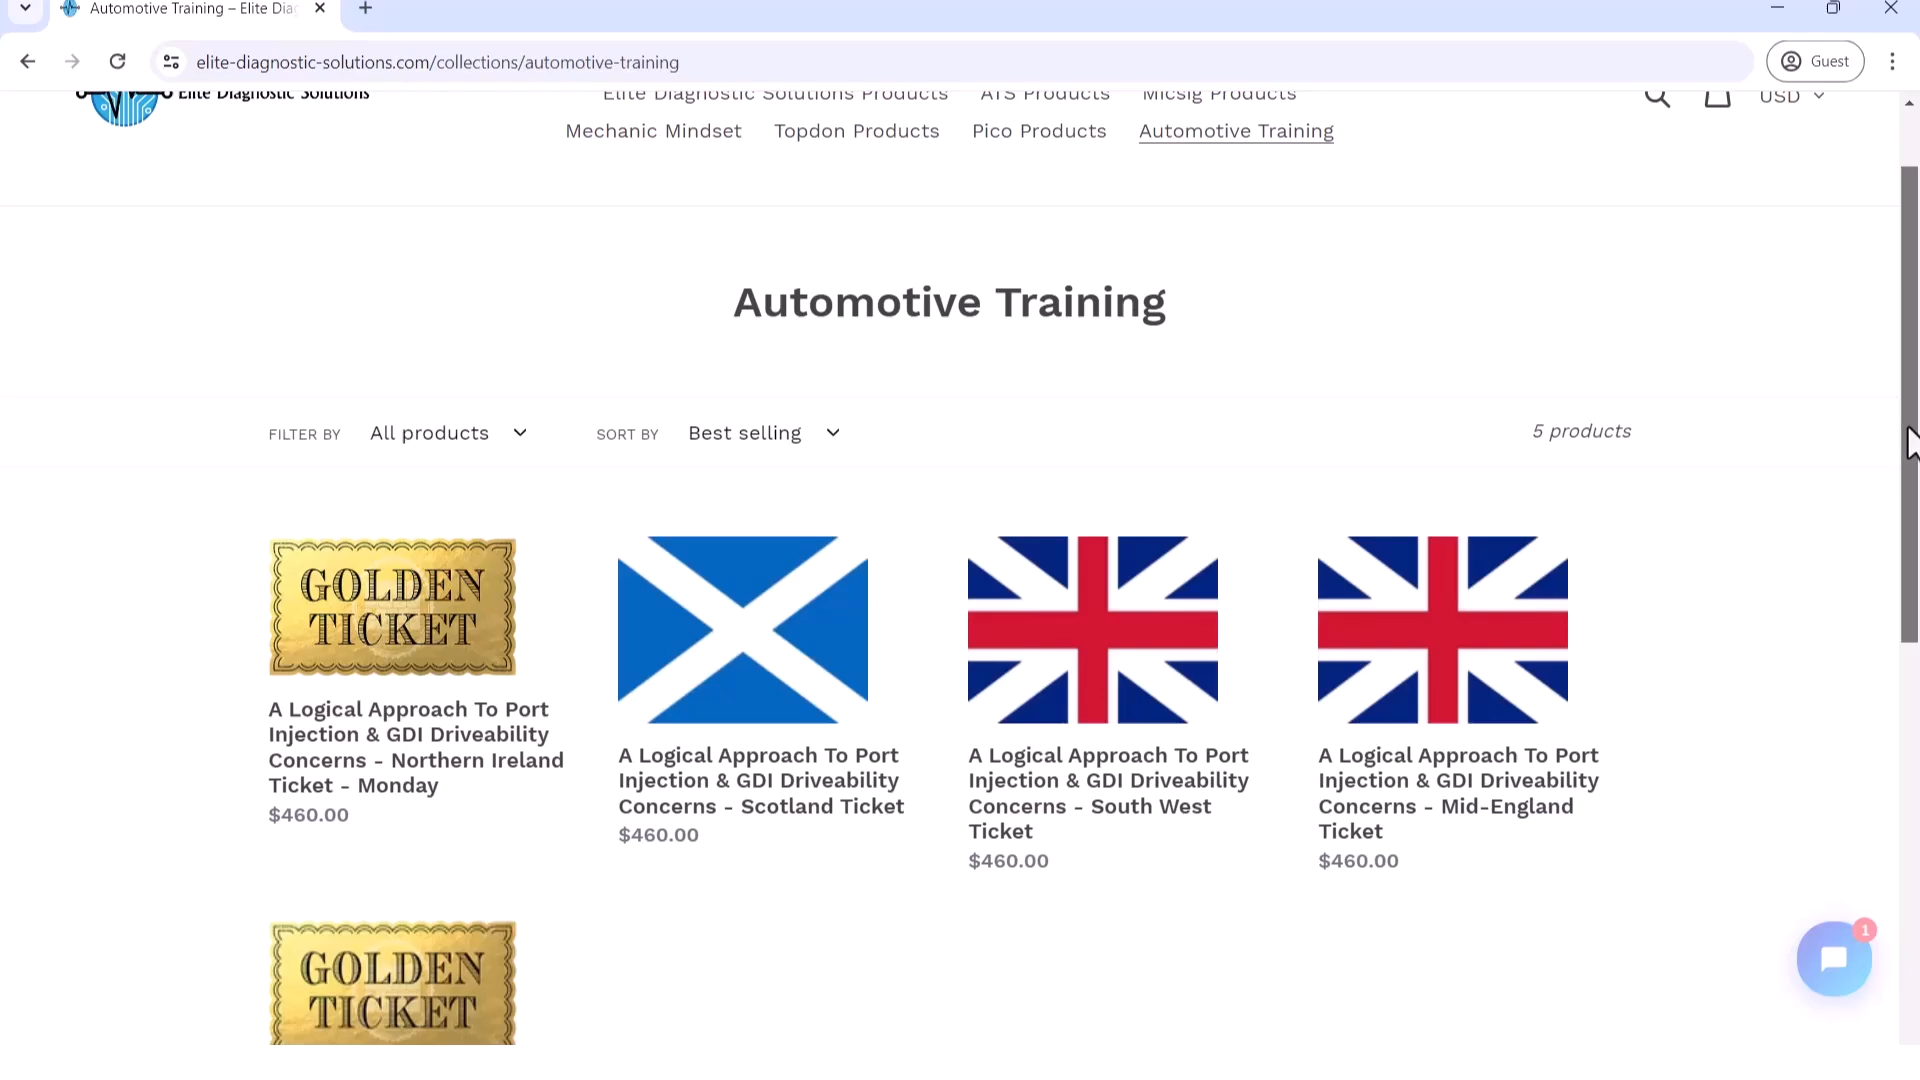 Automotive Training – Elite Dia
elite-diagnostic-solutions.com/collections/automotive-training
Guest
Elite Diagnostic Solutions
Elite Diagnostic Solutions Products
ATS Products
Micsig Products
USD
Mechanic Mindset
Topdon Products
Pico Products
Automotive Training
Automotive Training
FILTER BY
All products
SORT BY
Best selling
5 products
GOLDEN
TICKET
A Logical Approach To Port
Injection & GDI Driveability
Concerns - Northern Ireland
Ticket - Monday
$460.00
A Logical Approach To Port
Injection & GDI Driveability
Concerns - Scotland Ticket
$460.00
A Logical Approach To Port
Injection & GDI Driveability
Concerns - South West
Ticket
$460.00
A Logical Approach To Port
Injection & GDI Driveability
Concerns - Mid-England
Ticket
$460.00
GOLDEN
TICKET
1